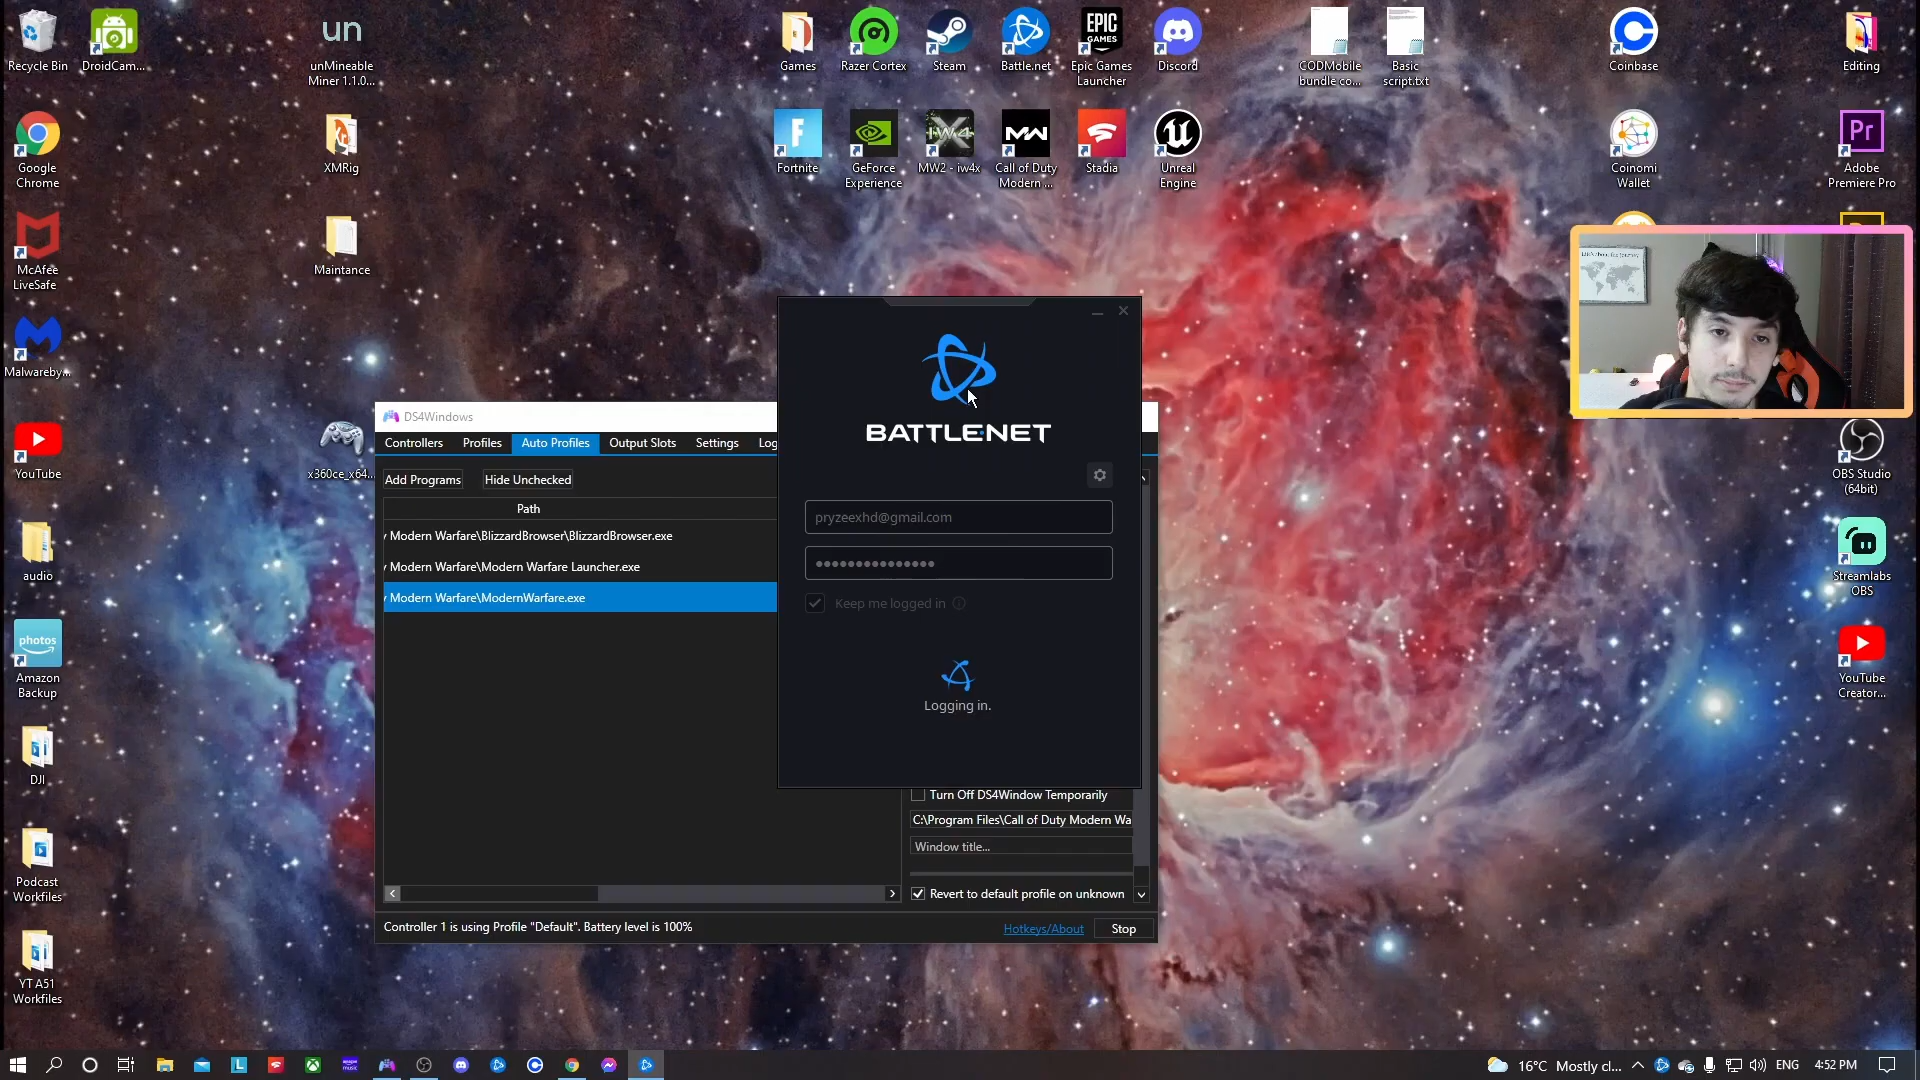 Recycle Bin
DroidCam...
un
unMineable
Miner 1.1.0...
Games
Razer Cortex
Steam
Battle.net
EPIC
GAMES
Epic Games
Launcher
Discord
CODMobile
bundle co...
Basic
script.txt
Coinbase
Editing
Google
Chrome
XMRig
F
Fortnite
GeForce
Experience
IW4
MW2 - iw4x
MW
Call of Duty
Modern ...
Stadia
Unreal
Engine
Coinomi
Wallet
Pr
Adobe
Premiere Pro
McAfee
LiveSafe
Maintance
Malwareby...
YouTube
x360ce_x64...
audio
photos
Amazon
Backup
DJI
Podcast
Workfiles
YT A51
Workfiles
OBS Studio
(64bit)
Streamlabs
OBS
YouTube
Creator...
DS4Windows
Controllers
Profiles
Auto Profiles
Output Slots
Settings
Log
Add Programs
Hide Unchecked
Path
Modern Warfare\BlizzardBrowser\BlizzardBrowser.exe
Modern Warfare\Modern Warfare Launcher.exe
Modern Warfare\ModernWarfare.exe
BATTLE.NET
pryzeexhd@gmail.com
Keep me logged in
Logging in.
Turn Off DS4Window Temporarily
C:\Program Files\Call of Duty Modern Wa
Window title...
Revert to default profile on unknown
Controller 1 is using Profile "Default". Battery level is 100%
Hotkeys/About
Stop
L
16°C Mostly cl...
ENG
4:52 PM